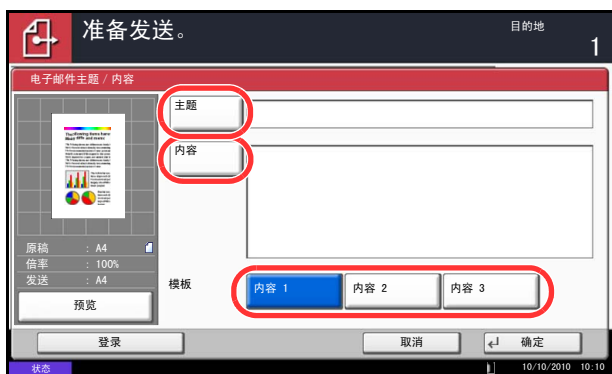 准备发送。
目的地
1
电子邮件主题 / 内容
主题
内容
原稿 : A4
倍率 : 100%
发送 : A4
预览
模板
内容 1
内容 2
内容 3
登录
取消
确定
状态
10/10/2010 10:10